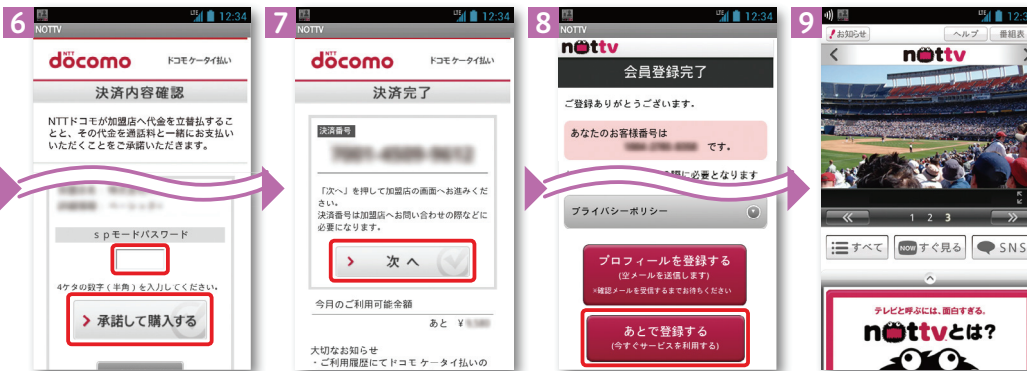 6
12:34
NOTTV
NTT
döcomo
ドコモケータイ払い
決済内容確認
NTTドコモが加盟店へ代金を立替払するこ
とと、その代金を通話料と一緒にお支払い
いただくことをご承諾いただきます。
spモードパスワード
4ケタの数字(半角)を入力してください。
承諾して購入する
7
12:34
NOTTV
NTT
döcomo
ドコモケータイ払い
決済完了
決済番号
「次へ」を押して加盟店の画面へお進みくだ
さい。
決済番号は加盟店へお問い合わせの際などに
必要になります。
次 へ
今月のご利用可能金額
あと ¥
大切なお知らせ
・ご利用履歴にてドコモ ケータイ払いの
8
12:34
NOTTV
nottv
会員登録完了
ご登録ありがとうございます。
あなたのお客様番号は
です。
際に必要となります
プライバシーポリシー
プロフィールを登録する
(空メールを送信します)
※確認メールを受信するまでお待ちください
あとで登録する
(今すぐサービスを利用する)
9
12:3
お知らせ
ヘルプ
番組表
nottv
1 2 3
すべて
NOW すぐ見る
SNS
テレビと呼ぶには、面白すぎる。
nottvとは?